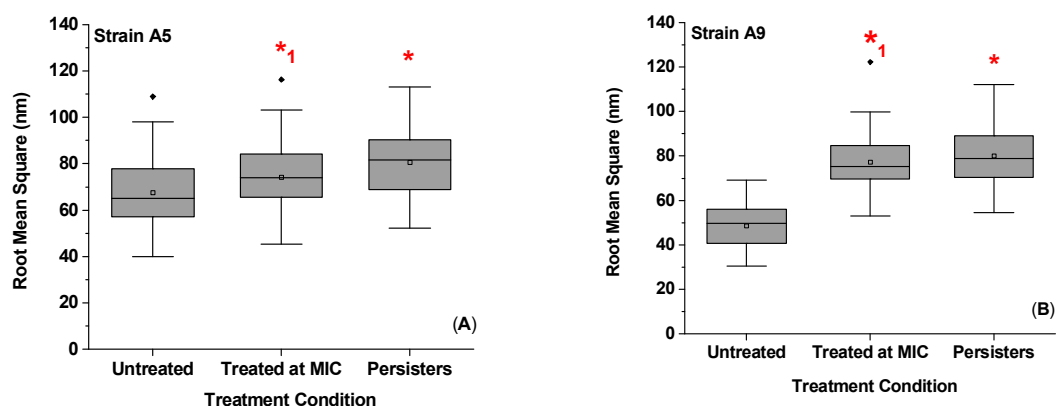 Strain A5
Root Mean Square (nm)
140
120
100
80
60
40
20
0
*1
*
(A)
Untreated
Treated at MIC
Persisters
Treatment Condition
Strain A9
Root Mean Square (nm)
140
120
100
80
60
40
20
0
*1
*
(B)
Untreated
Treated at MIC
Persisters
Treatment Condition